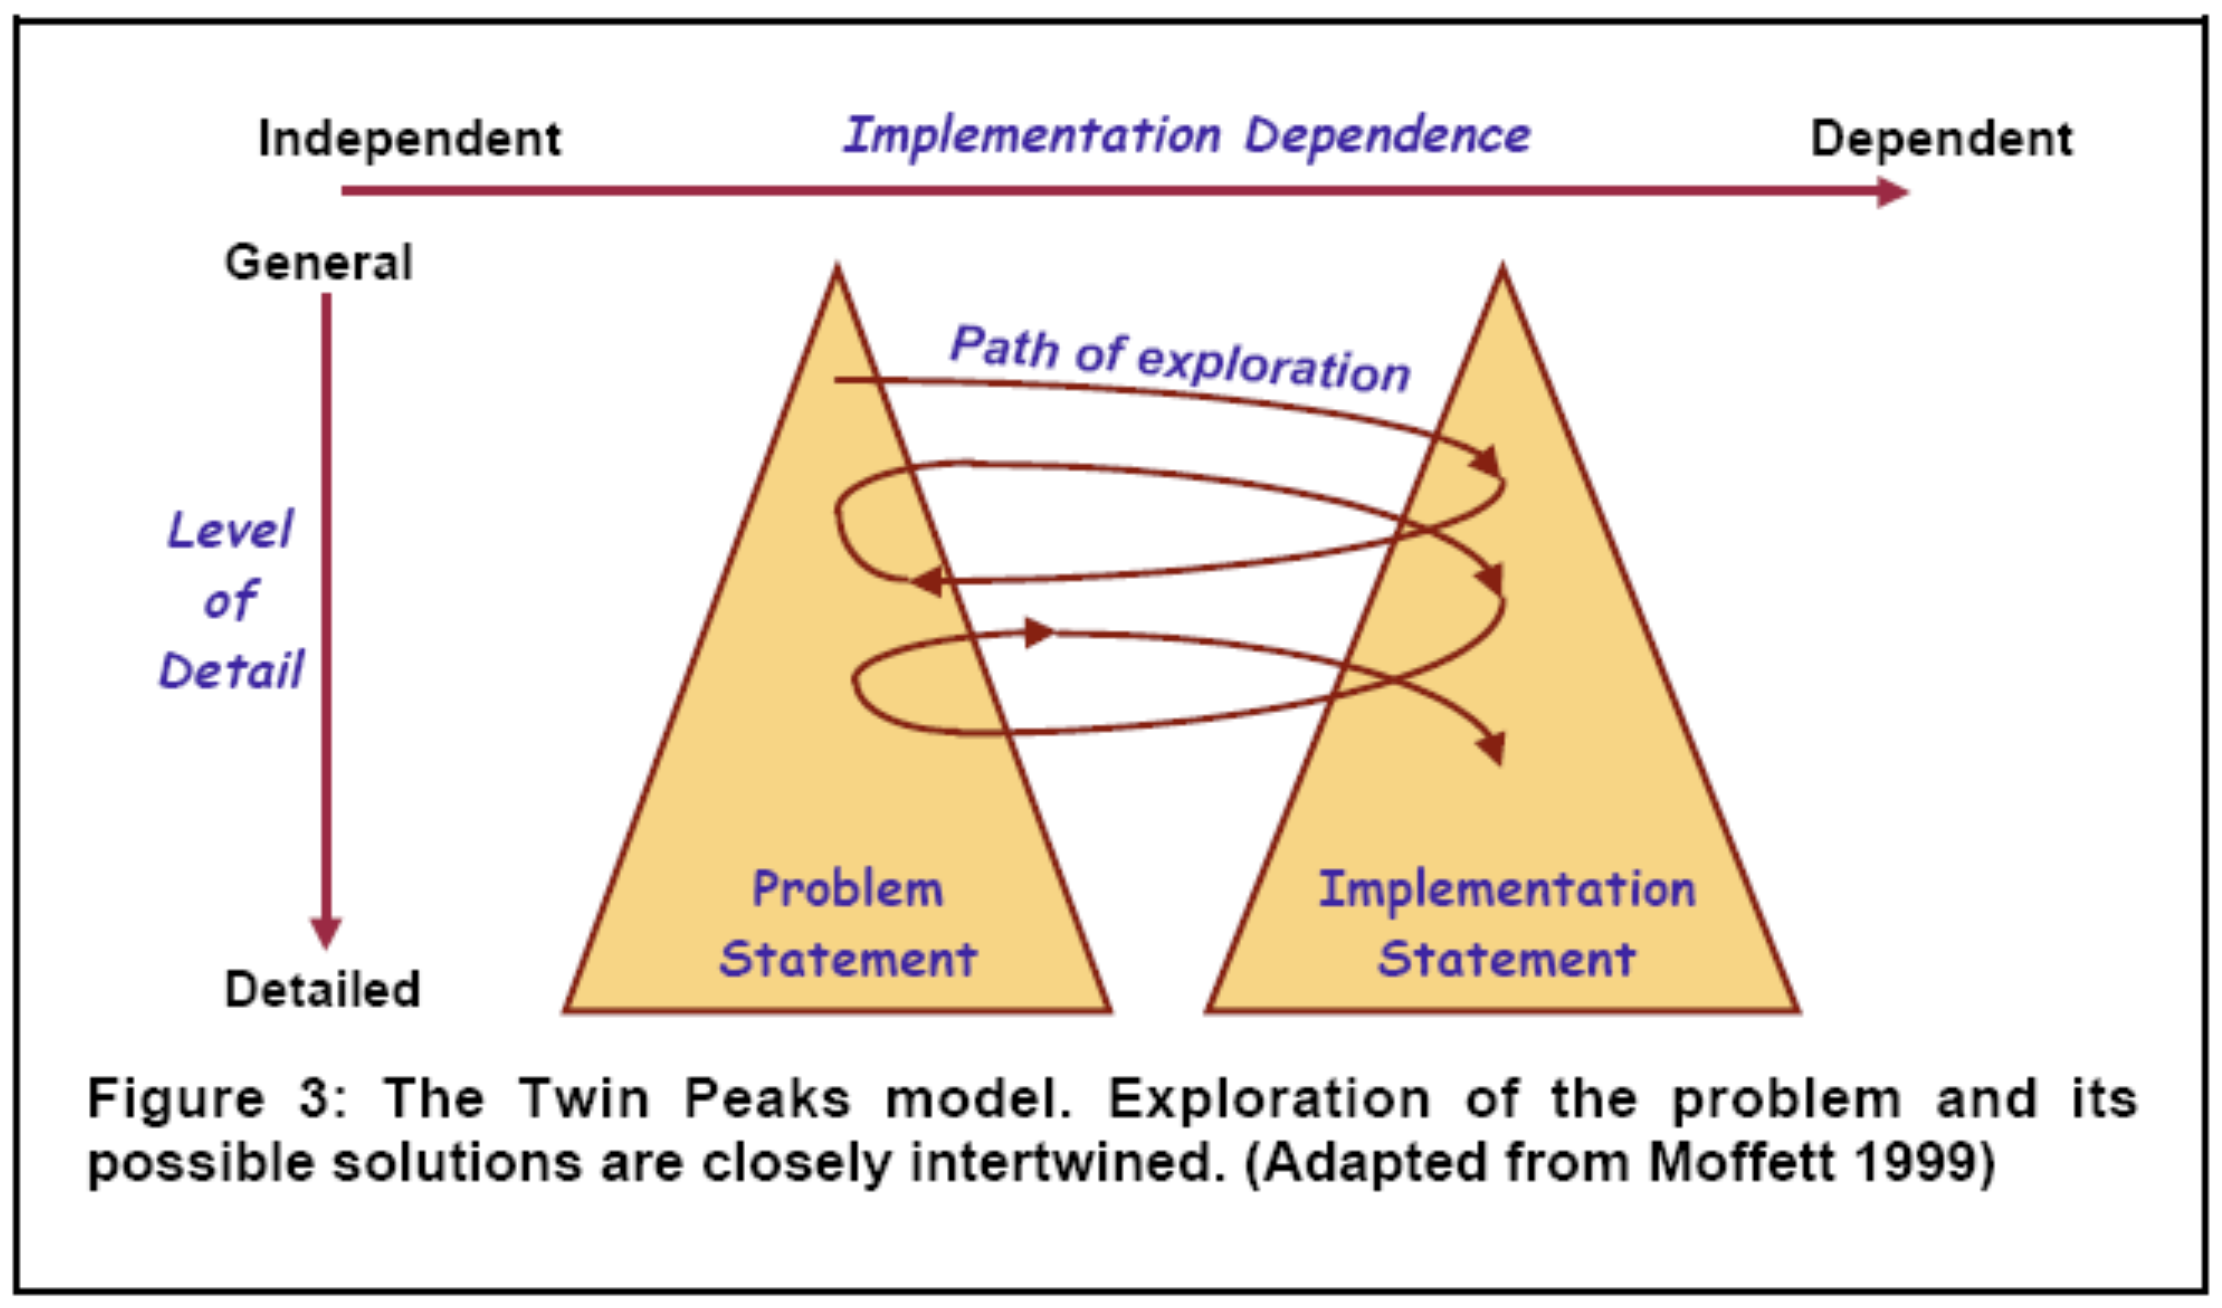 Independent
Implementation Dependence
Dependent
General
Path of exploration
Level
of
Detail
Problem
Statement
Implementation
Statement
Detailed
Figure 3: The Twin Peaks model. Exploration of the problem and its
possible solutions are closely intertwined. (Adapted from Moffett 1999)